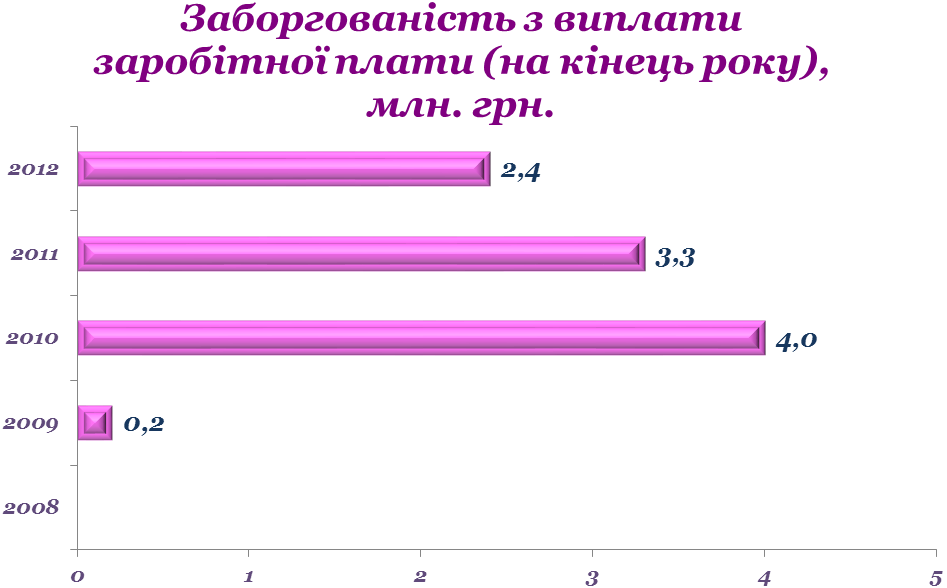 Заборгованість з виплати
заробітної плати (на кінець року),
млн. грн.
2012
2,4
2011
3,3
2010
4,0
2009
0,2
2008
0 1 2 3 4 5